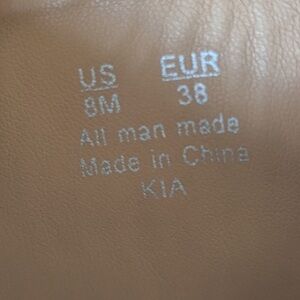 US EUR
8M 38
All man made
Made in China
KIA